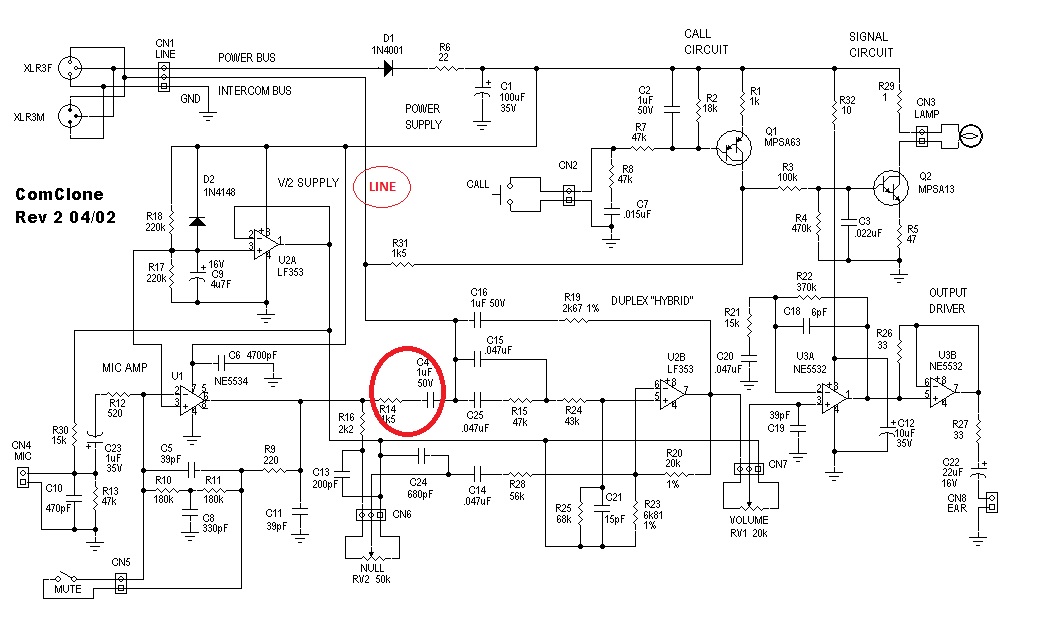 CALL
CIRCUIT
SIGNAL
CIRCUIT
D1
1N4001
CN1
LINE
R6
22
XLR3F
POWER BUS
INTERCOM BUS
GND
XLR3M
C1
100uF
35V
POWER
SUPPLY
C2
1uF
50V
R2
18k
R1
1k
R32
10
R29
1
CN3
LAMP
R7
47k
Q1
MPSA63
R8
47k
CN2
CALL
C7
.015uF
R3
100k
Q2
MPSA13
R4
470k
C3
.022uF
R5
47
ComClone
Rev 2 04/02
D2
1N4148
V/2 SUPPLY
LINE
R18
220k
2
3
1
3
4
U2A
LF353
R17
220k
16V
C9
4u7F
R31
1k5
C16
1uF 50V
R19
2k67 1%
DUPLEX "HYBRID"
R22
370k
C18
6pF
R21
15k
OUTPUT
DRIVER
R26
33
C15
.047uF
C20
.047uF
MIC AMP
C6 4700pF
U1
NE5534
C4
1uF
50V
U2B
LF353
U3A
NE5532
U3B
NE5532
R12
520
R14
1k5
C25
.047uF
R15
47k
R24
43k
R16
2k2
39pF
C19
C12
10uF
35V
R27
33
R30
15k
CN4
MIC
C23
1uF
35V
C5
39pF
R9
220
C13
200pF
C24
680pF
C14
.047uF
R28
56k
R20
20k
1%
CN7
C22
22uF
16V
CN8
EAR
C10
470pF
R13
47k
R10
180k
R11
180k
C8
330pF
C11
39pF
CN6
R25
68k
C21
15pF
R23
6k81
1%
VOLUME
RV1 20k
NULL
RV2 50k
CN5
MUTE